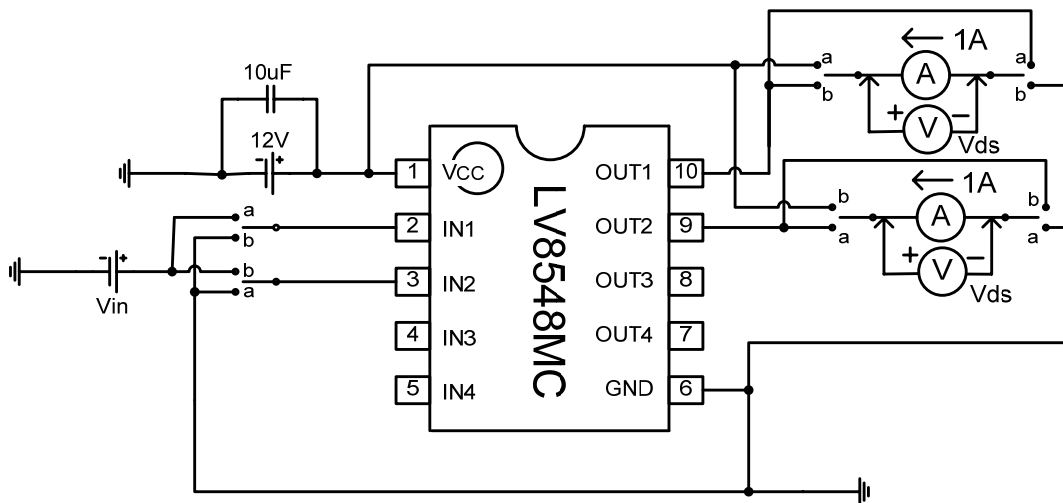 10uF
12V
- +
Vin
- +
a
b
b
a
1 VCC
2 IN1
3 IN2
4 IN3
5 IN4
LV8548MC
OUT1 10
OUT2 9
OUT3 8
OUT4 7
GND 6
a
b
1A
A
+ V -
Vds
a
b
b
a
1A
A
+ V -
Vds
b
a